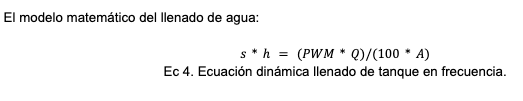 El modelo matemático del llenado de agua:
s * h = (PWM * Q)/(100 * A)
Ec 4. Ecuación dinámica llenado de tanque en frecuencia.